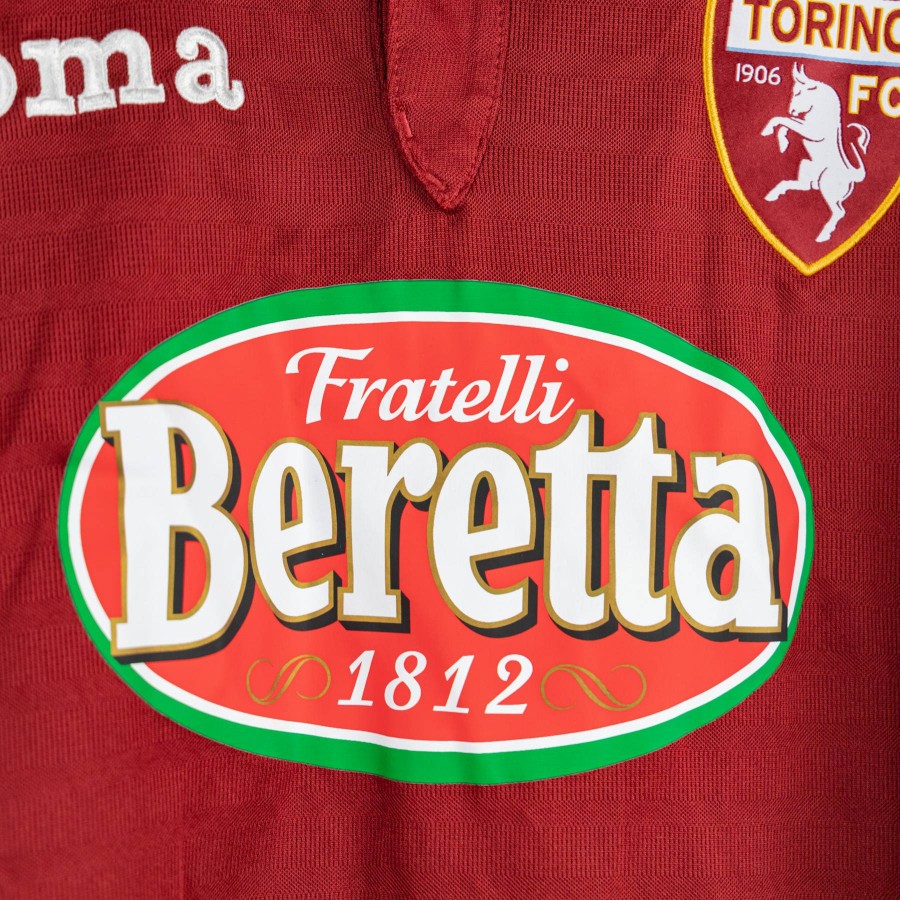 oma
TORINO
1906
FC
Fratelli
Beretta
1812